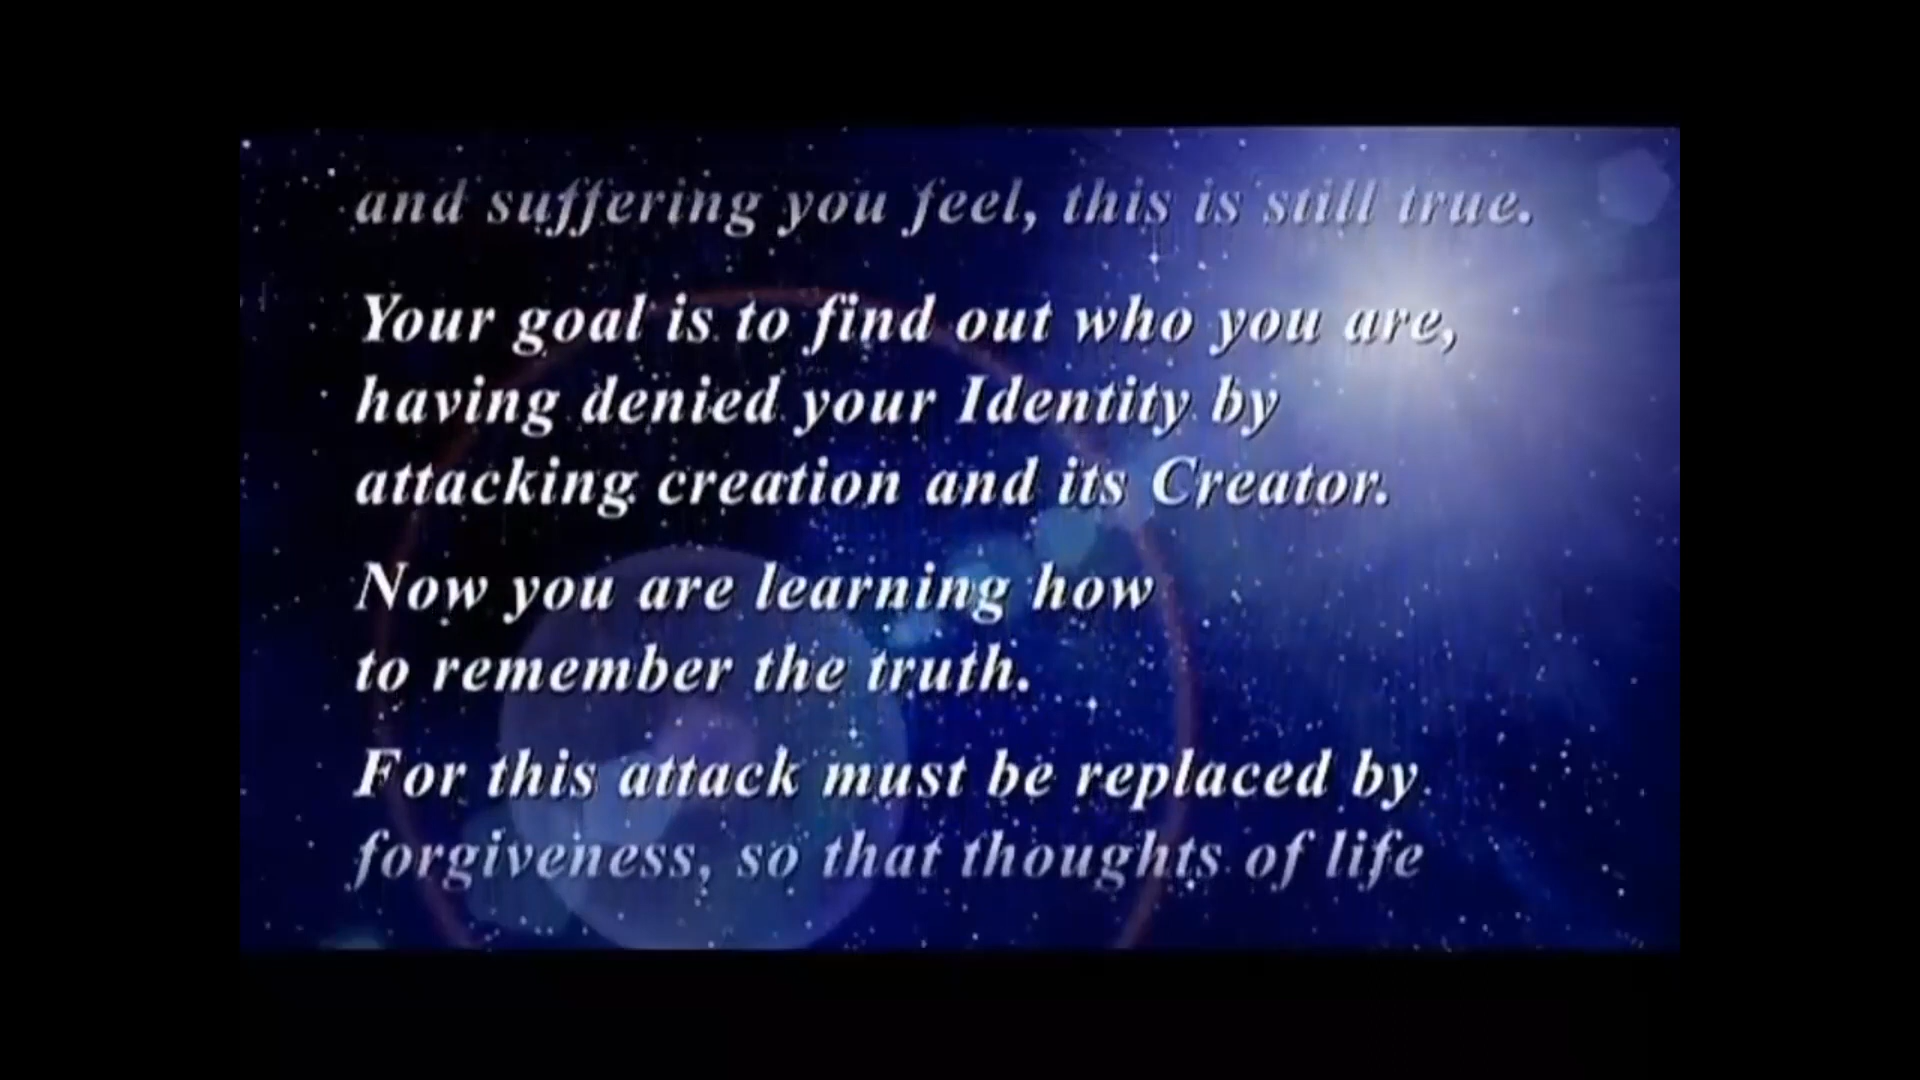 and suffering you feel, this is still true.
Your goal is to find out who you are,
having denied your Identity by
attacking creation and its Creator.
Now you are learning how
to remember the truth.
For this attack must be replaced by
forgiveness, so that thoughts of life